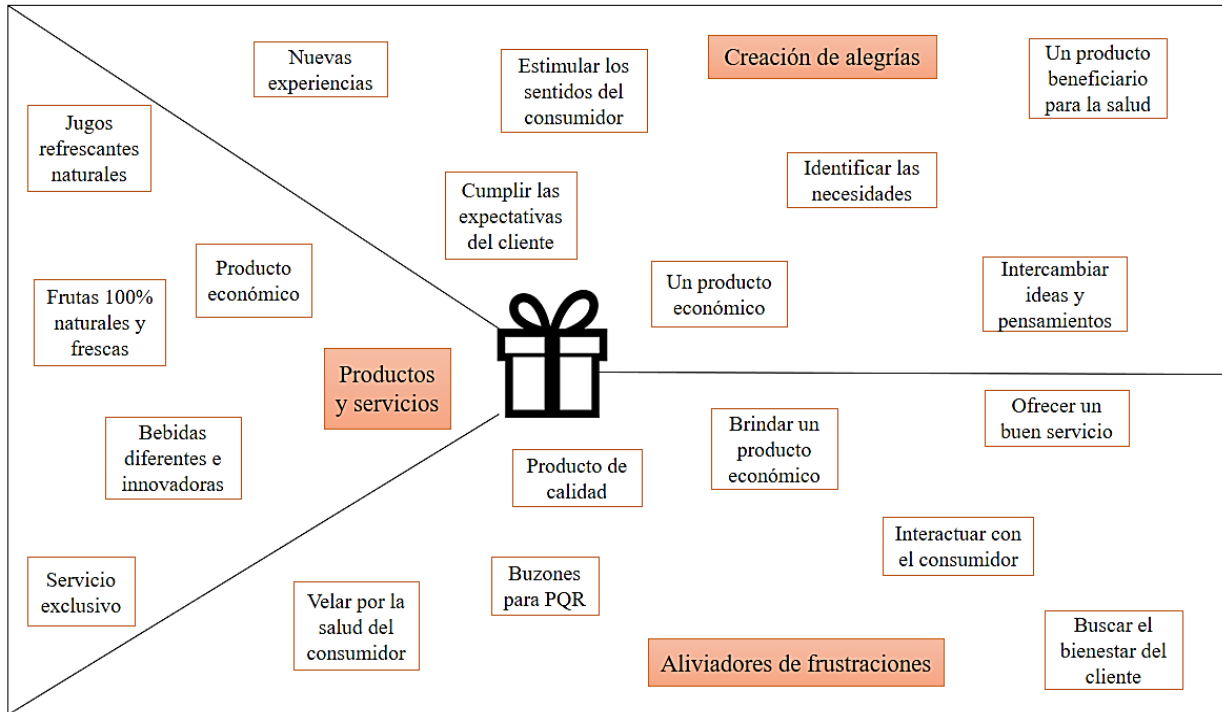 Nuevas
experiencias
Estimular los
sentidos del
consumidor
Creación de alegrías
Un producto
beneficiario
para la salud
Jugos
refrescantes
naturales
Identificar las
necesidades
Cumplir las
expectativas
del cliente
Producto
económico
Un producto
económico
Intercambiar
ideas y
pensamientos
Frutas 100%
naturales y
frescas
Productos
y servicios
Ofrecer un
buen servicio
Bebidas
diferentes e
innovadoras
Brindar un
producto
económico
Producto de
calidad
Interactuar con
el consumidor
Servicio
exclusivo
Buzones
para PQR
Velar por la
salud del
consumidor
Aliviadores de frustraciones
Buscar el
bienestar del
cliente